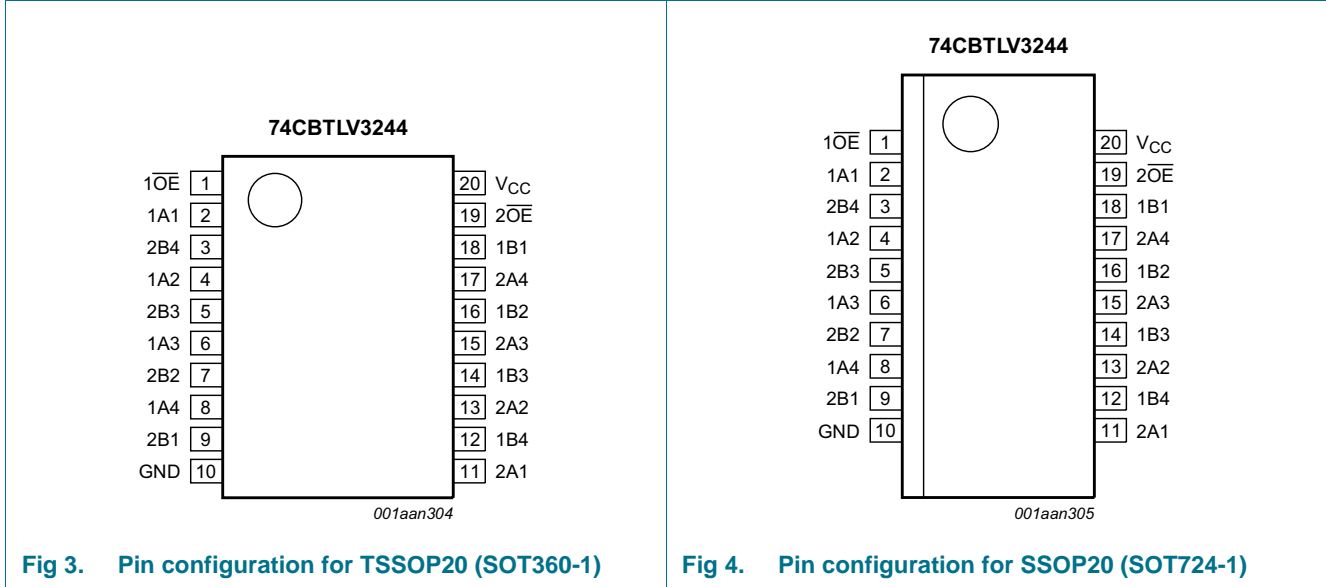 74CBTLV3244
1O̅E̅ 1 20 VCC
1A1 2 19 2O̅E̅
2B4 3 18 1B1
1A2 4 17 2A4
2B3 5 16 1B2
1A3 6 15 2A3
2B2 7 14 1B3
1A4 8 13 2A2
2B1 9 12 1B4
GND 10 11 2A1
001aan304
Fig 3. Pin configuration for TSSOP20 (SOT360-1)
74CBTLV3244
1O̅E̅ 1 20 VCC
1A1 2 19 2O̅E̅
2B4 3 18 1B1
1A2 4 17 2A4
2B3 5 16 1B2
1A3 6 15 2A3
2B2 7 14 1B3
1A4 8 13 2A2
2B1 9 12 1B4
GND 10 11 2A1
001aan305
Fig 4. Pin configuration for SSOP20 (SOT724-1)